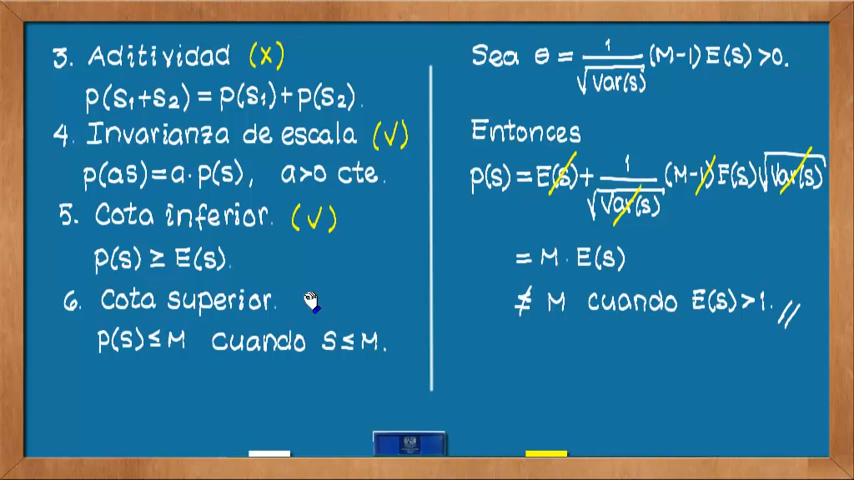 3. Aditividad (x)
p(S₁+S₂) = p(S₁) + p(S₂).
4. Invarianza de escala (√)
p(aS) = a · p(S), a>0 cte.
5. Cota inferior. (√)
p(S) ≥ E(S).
6. Cota superior.
p(S) ≤ M cuando S ≤ M.
Sea θ = 1/√Var(S) (M-1) E(S) > 0.
Entonces
p(S) = E(S) + 1/√Var(S) (M-1) E(S) √Var(S)
= M · E(S)
≰ M cuando E(S) > 1. //